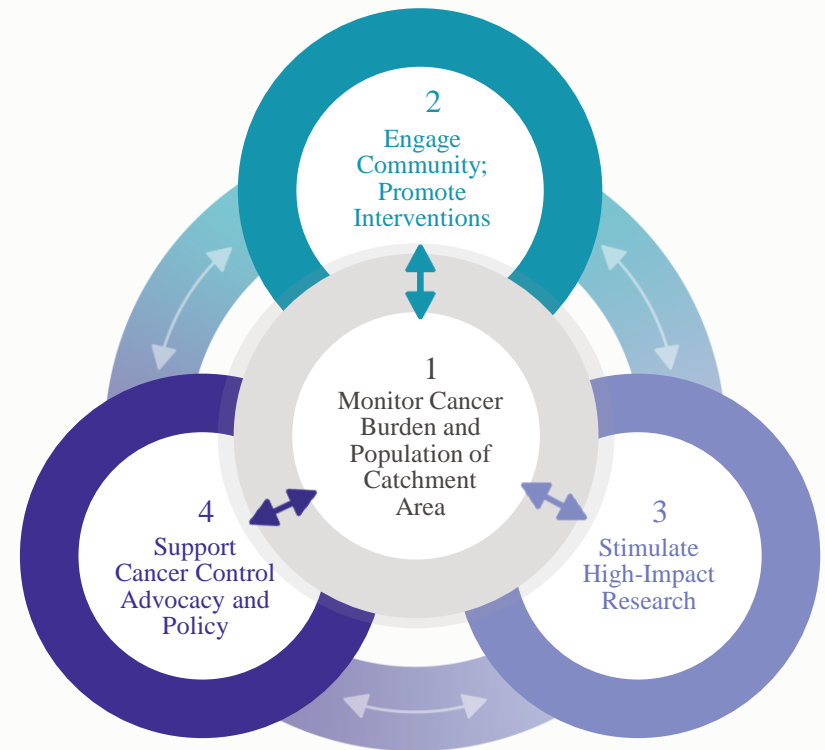 2
Engage
Community;
Promote
Interventions
1
Monitor Cancer
Burden and
Population of
Catchment
Area
4
Support
Cancer Control
Advocacy and
Policy
3
Stimulate
High-Impact
Research